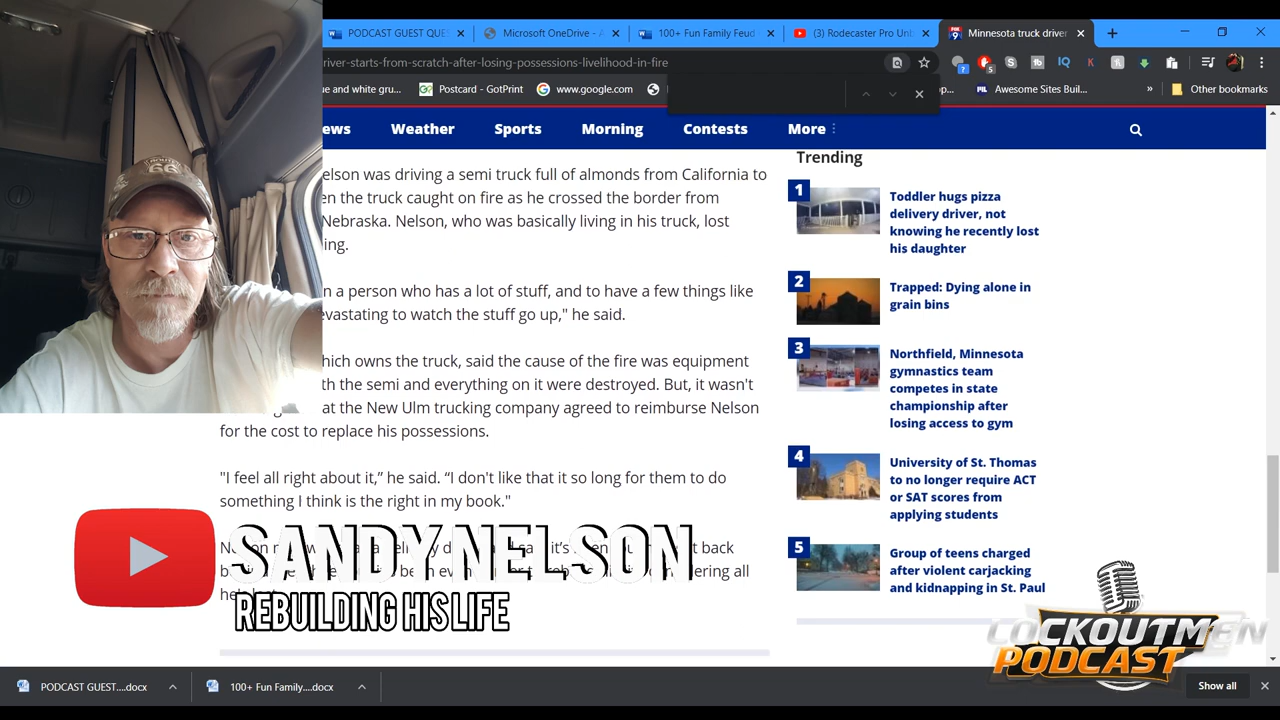 PODCAST GUEST QUE
Microsoft OneDrive - A
100+ Fun Family Feud
(3) Rodecaster Pro Unb
FOX 9
Minnesota truck driver
river-starts-from-scratch-after-losing-possessions-livelihood-in-fire
ue and white gru...
Postcard - GotPrint
www.google.com
p...
Awesome Sites Buil...
Other bookmarks
ews
Weather
Sports
Morning
Contests
More
elson was driving a semi truck full of almonds from California to
en the truck caught on fire as he crossed the border from
Nebraska. Nelson, who was basically living in his truck, lost
ing.
n a person who has a lot of stuff, and to have a few things like
evastating to watch the stuff go up," he said.
hich owns the truck, said the cause of the fire was equipment
th the semi and everything on it were destroyed. But, it wasn't
at the New Ulm trucking company agreed to reimburse Nelson
for the cost to replace his possessions.
"I feel all right about it,” he said. “I don't like that it so long for them to do
something I think is the right in my book."
back
all
Trending
1
Toddler hugs pizza
delivery driver, not
knowing he recently lost
his daughter
2
Trapped: Dying alone in
grain bins
3
Northfield, Minnesota
gymnastics team
competes in state
championship after
losing access to gym
4
University of St. Thomas
to no longer require ACT
or SAT scores from
applying students
5
Group of teens charged
after violent carjacking
and kidnapping in St. Paul
ROUTE
66
SANDY NELSON
REBUILDING HIS LIFE
LOCKOUTMEN
PODCAST
PODCAST GUEST....docx
100+ Fun Family....docx
Show all